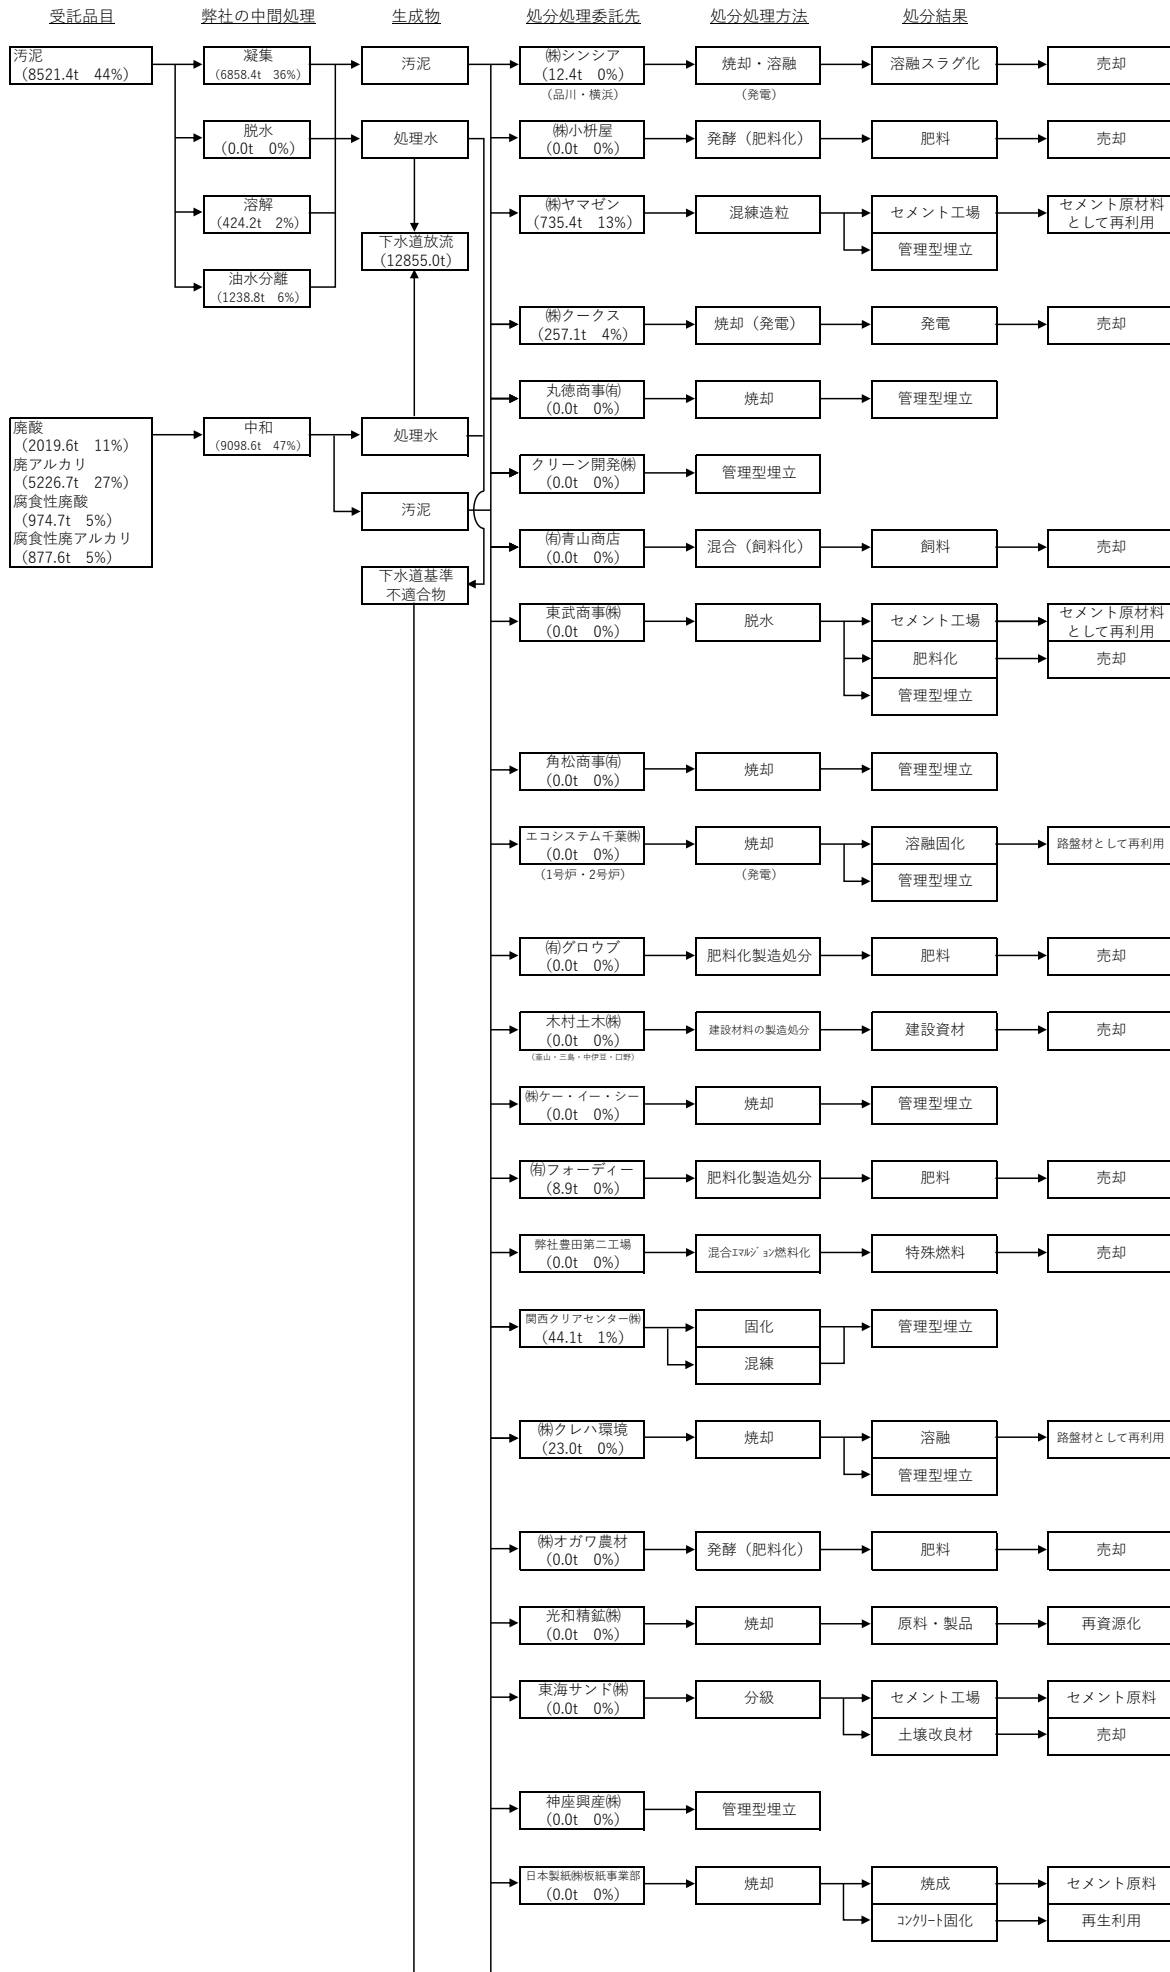 受託品目　弊社の中間処理　生成物　処分処理委託先　処分処理方法　処分結果
汚泥
（8521.4t　44%）
凝集
（6858.4t　36%）
汚泥
㈱シンシア
（12.4t　0%）
（品川・横浜）
焼却・溶融
（発電）
溶融スラグ化
売却
脱水
（0.0t　0%）
処理水
㈱小枡屋
（0.0t　0%）
発酵（肥料化）
肥料
売却
溶解
（424.2t　2%）
㈱ヤマゼン
（735.4t　13%）
混練造粒
セメント工場
セメント原材料
として再利用
管理型埋立
下水道放流
（12855.0t）
油水分離
（1238.8t　6%）
㈱クークス
（257.1t　4%）
焼却（発電）
発電
売却
丸徳商事㈲
（0.0t　0%）
焼却
管理型埋立
廃酸
（2019.6t　11%）
廃アルカリ
（5226.7t　27%）
腐食性廃酸
（974.7t　5%）
腐食性廃アルカリ
（877.6t　5%）
中和
（9098.6t　47%）
処理水
クリーン開発㈱
（0.0t　0%）
管理型埋立
汚泥
㈲青山商店
（0.0t　0%）
混合（飼料化）
飼料
売却
下水道基準
不適合物
東武商事㈱
（0.0t　0%）
脱水
セメント工場
セメント原材料
として再利用
肥料化
売却
管理型埋立
角松商事㈲
（0.0t　0%）
焼却
管理型埋立
エコシステム千葉㈱
（0.0t　0%）
（1号炉・2号炉）
焼却
（発電）
溶融固化
路盤材として再利用
管理型埋立
㈲グロウブ
（0.0t　0%）
肥料化製造処分
肥料
売却
木村土木㈱
（0.0t　0%）
（韮山・三島・中伊豆・口野）
建設材料の製造処分
建設資材
売却
㈱ケー・イー・シー
（0.0t　0%）
焼却
管理型埋立
㈲フォーディー
（8.9t　0%）
肥料化製造処分
肥料
売却
弊社豊田第二工場
（0.0t　0%）
混合ｴﾏﾙｼﾞｮﾝ燃料化
特殊燃料
売却
関西クリアセンター㈱
（44.1t　1%）
固化
混練
管理型埋立
㈱クレハ環境
（23.0t　0%）
焼却
溶融
路盤材として再利用
管理型埋立
㈱オガワ農材
（0.0t　0%）
発酵（肥料化）
肥料
売却
光和精鉱㈱
（0.0t　0%）
焼却
原料・製品
再資源化
東海サンド㈱
（0.0t　0%）
分級
セメント工場
セメント原料
土壌改良材
売却
神座興産㈱
（0.0t　0%）
管理型埋立
日本製紙㈱板紙事業部
（0.0t　0%）
焼却
焼成
セメント原料
ｺﾝｸﾘｰﾄ固化
再生利用